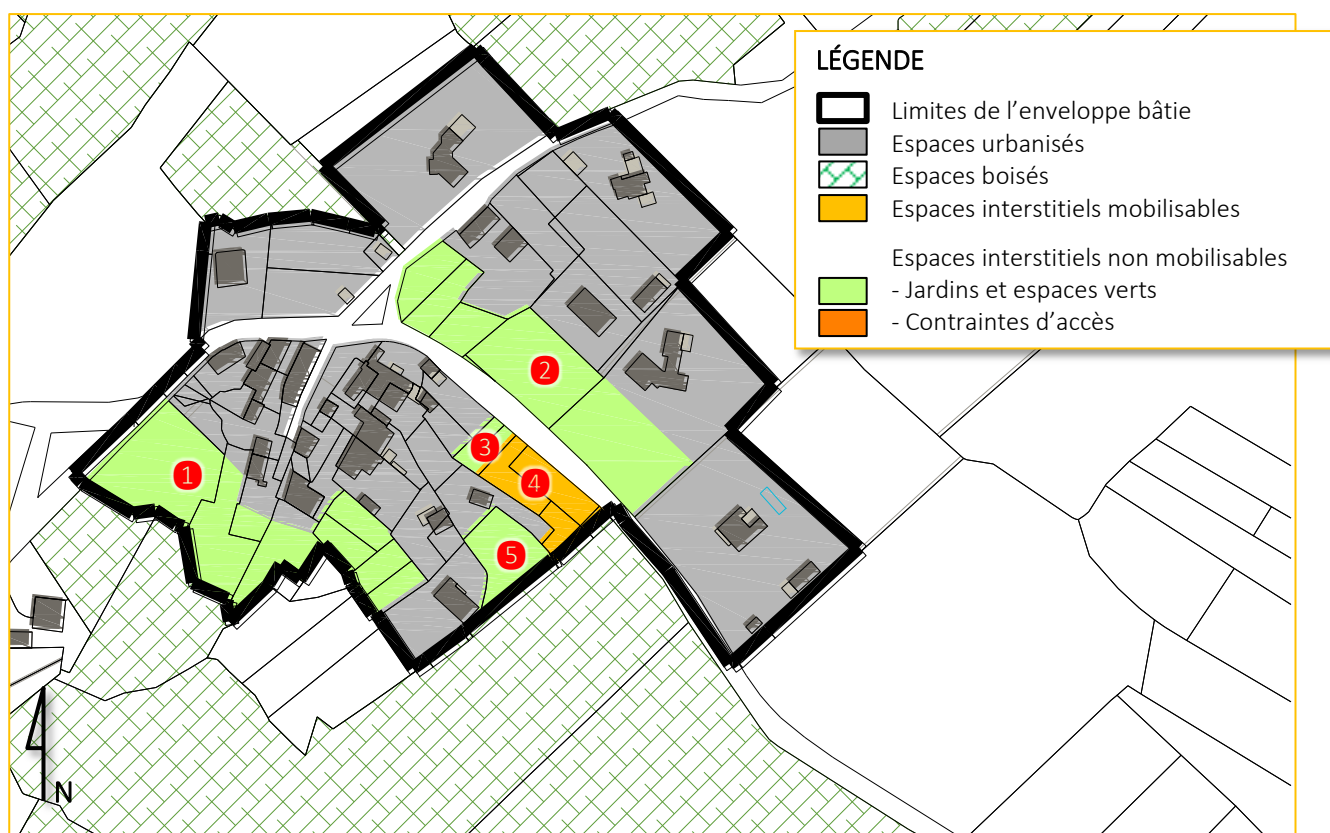 LÉGENDE
Limites de l’enveloppe bâtie
Espaces urbanisés
Espaces boisés
Espaces interstitiels mobilisables
Espaces interstitiels non mobilisables
- Jardins et espaces verts
- Contraintes d’accès
2
3
1
4
5
N